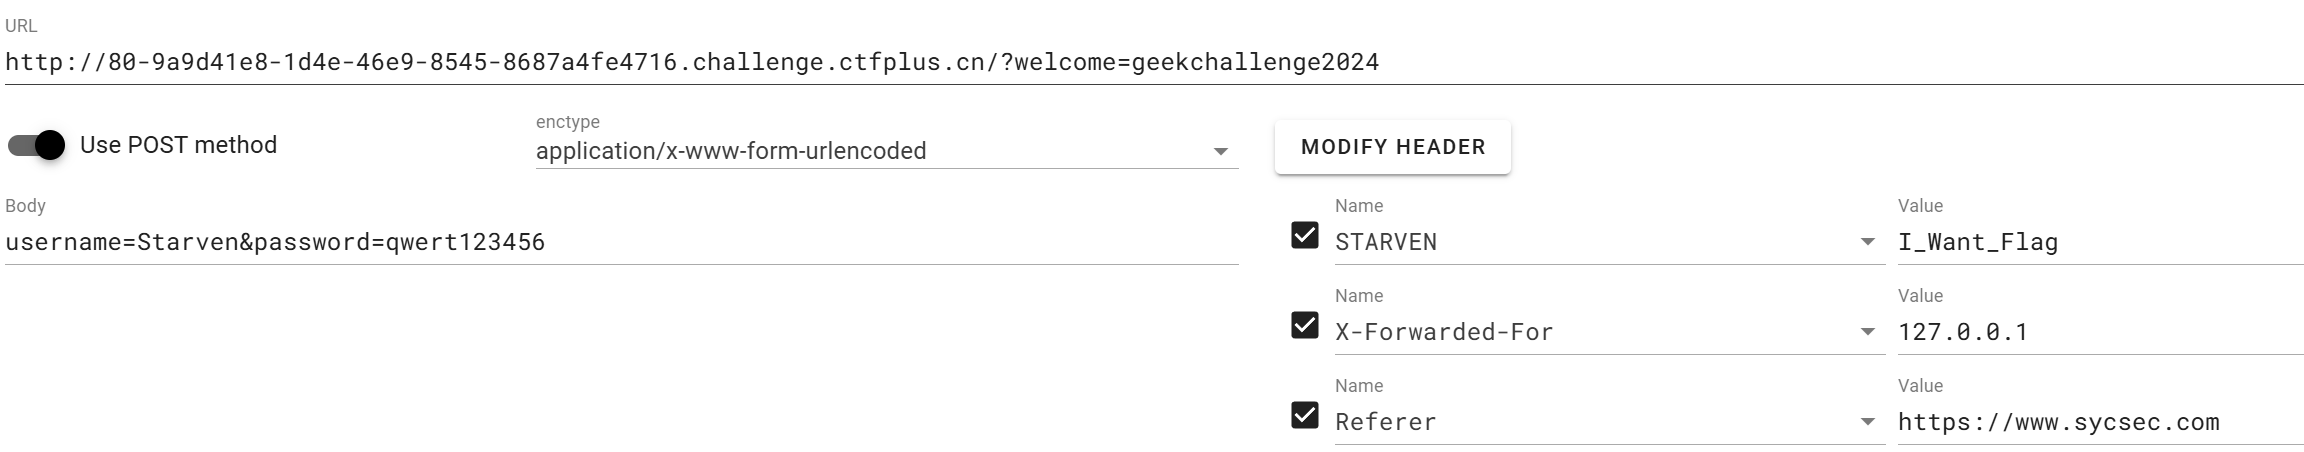 URL
http://80-9a9d41e8-1d4e-46e9-8545-8687a4fe4716.challenge.ctfplus.cn/?welcome=geekchallenge2024
Use POST method
enctype
application/x-www-form-urlencoded
MODIFY HEADER
Body
username=Starven&password=qwert123456
Name
Value
STARVEN
I_Want_Flag
Name
Value
X-Forwarded-For
127.0.0.1
Name
Value
Referer
https://www.sycsec.com